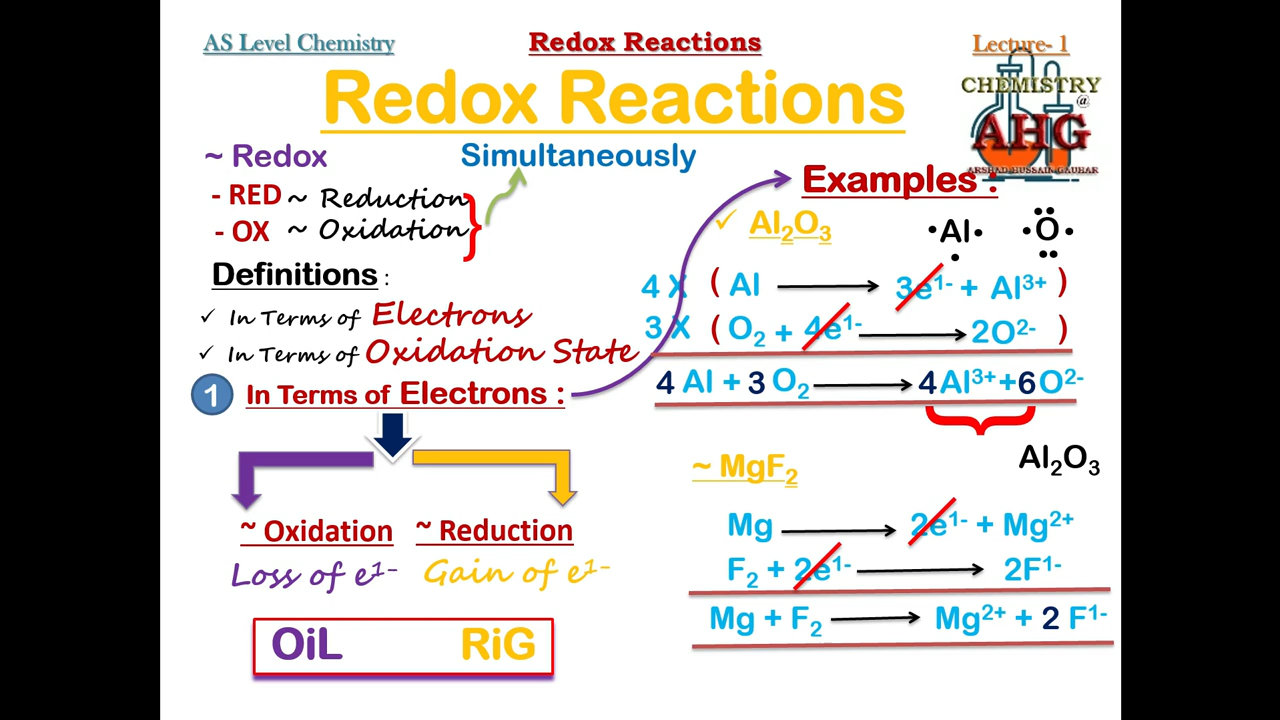 AS Level Chemistry
Redox Reactions
Lecture- 1
Redox Reactions
CHEMISTRY
@
AHG
ARSHAD HUSSAIN GAUHAR
~ Redox
Simultaneously
- RED ~ Reduction
- OX ~ Oxidation
}
Definitions :
✓ In Terms of Electrons
✓ In Terms of Oxidation State
1 In Terms of Electrons :
~ Oxidation ~ Reduction
Loss of e¹⁻ Gain of e¹⁻
OiL RiG
Examples :
✓ Al₂O₃
•Al• •O•
4 X ( Al ⟶ 3e¹⁻ + Al³⁺ )
3 X ( O₂ + 4e¹⁻ ⟶ 2O²⁻ )
4 Al + 3 O₂ ⟶ 4Al³⁺+6O²⁻
Al₂O₃
~ MgF₂
Mg ⟶ 2e¹⁻ + Mg²⁺
F₂ + 2e¹⁻ ⟶ 2F¹⁻
Mg + F₂ ⟶ Mg²⁺ + 2 F¹⁻